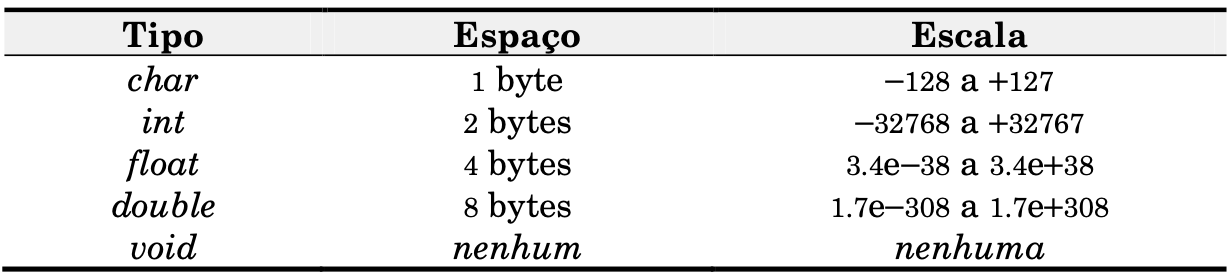 Tipo Espaço Escala
char 1 byte −128 a +127
int 2 bytes −32768 a +32767
float 4 bytes 3.4e−38 a 3.4e+38
double 8 bytes 1.7e−308 a 1.7e+308
void nenhum nenhuma